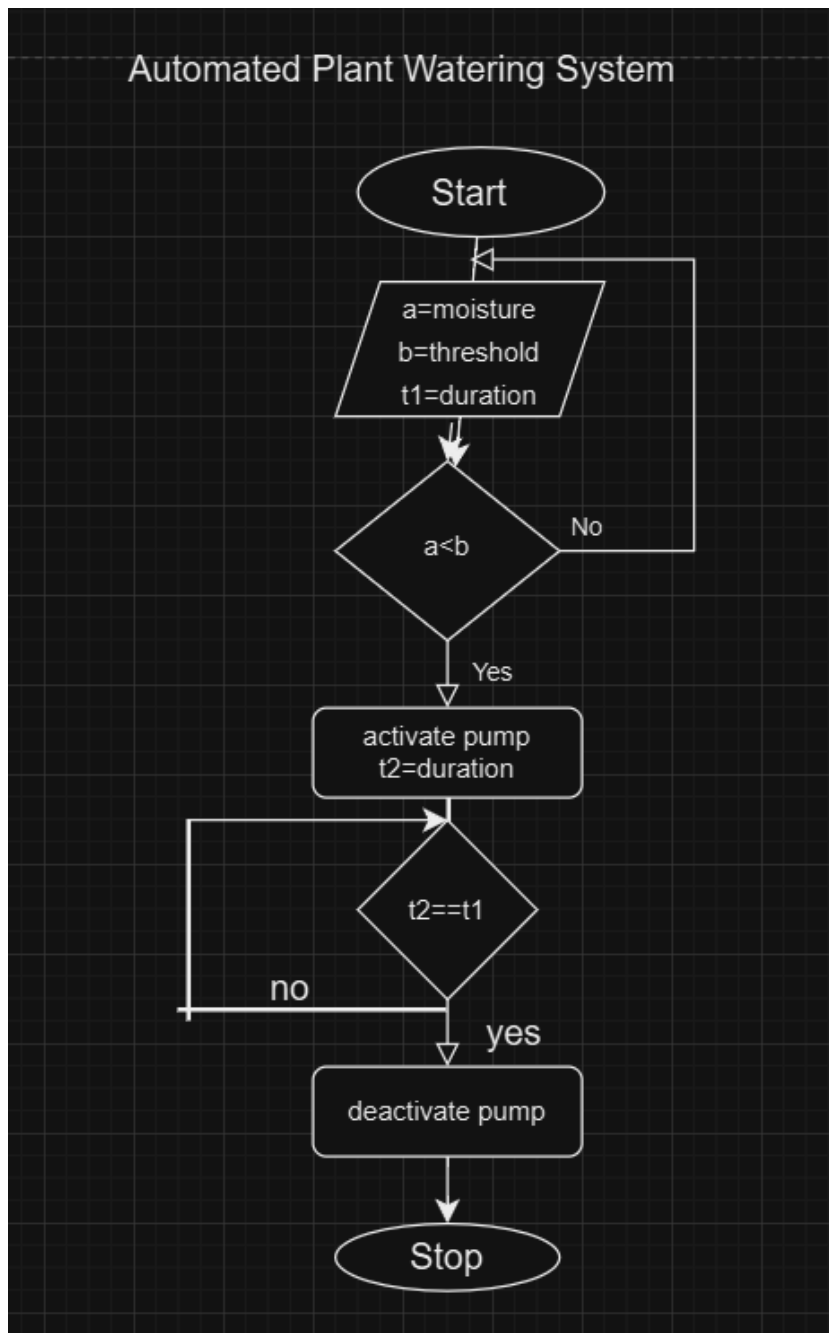 Automated Plant Watering System
Start
a=moisture
b=threshold
t1=duration
a<b
No
Yes
activate pump
t2=duration
t2==t1
no
yes
deactivate pump
Stop